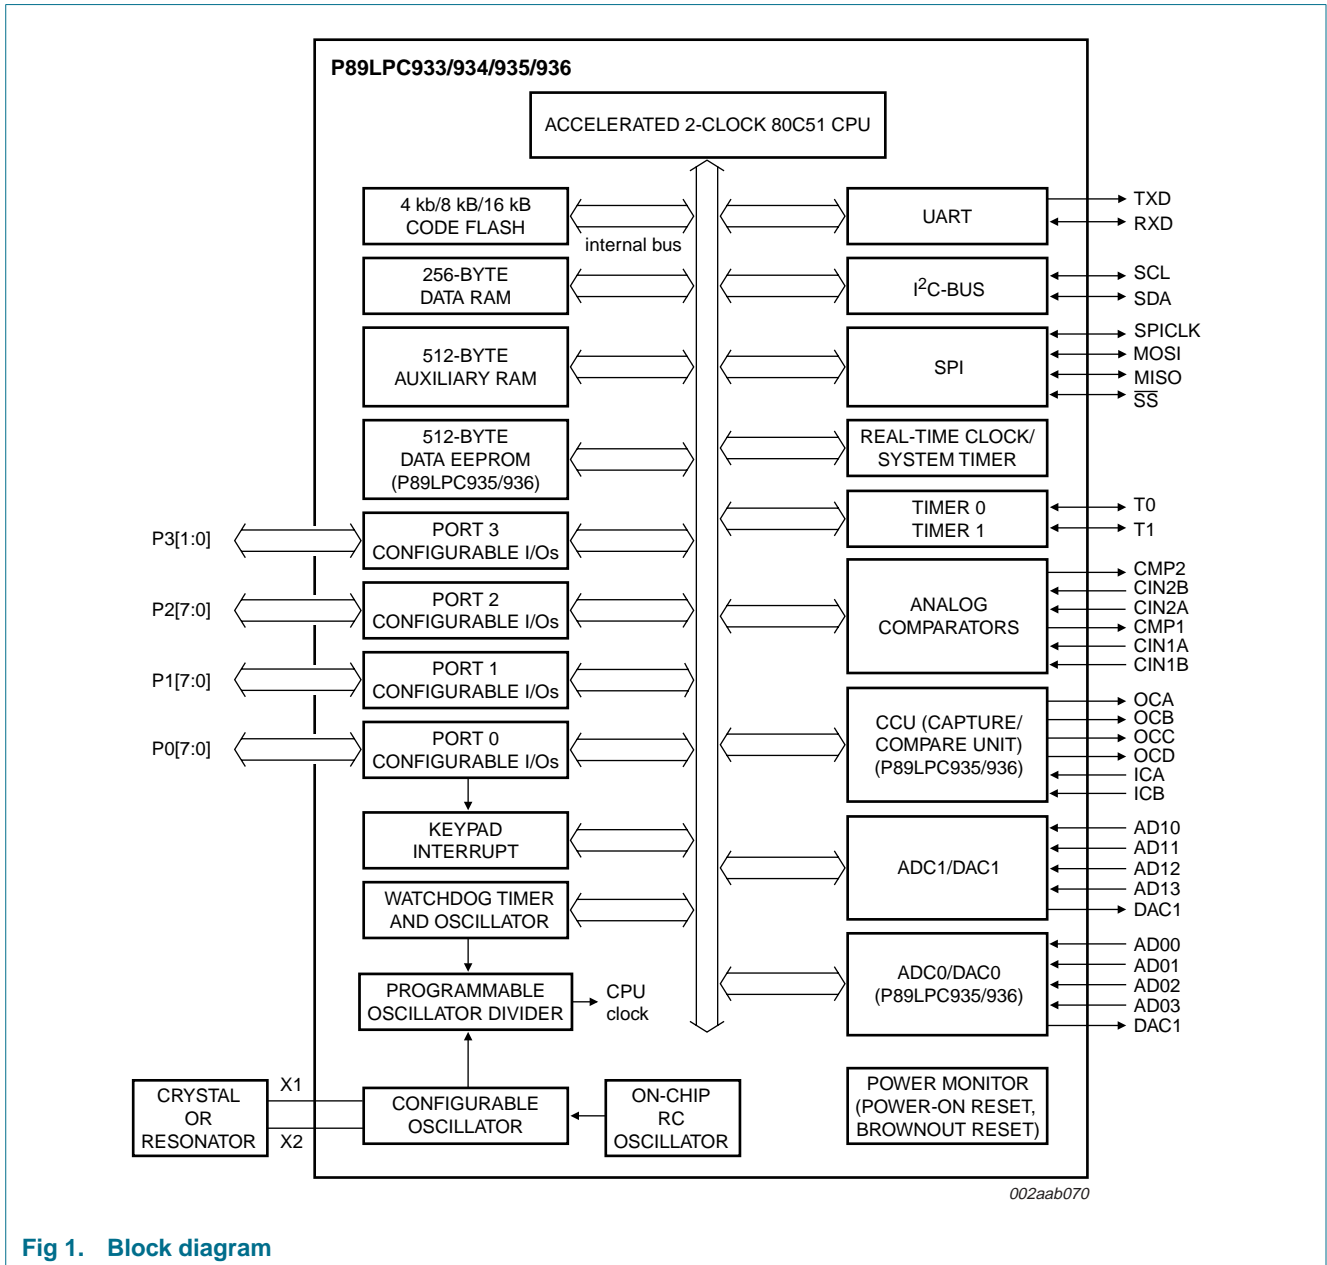 P89LPC933/934/935/936
ACCELERATED 2-CLOCK 80C51 CPU
4 kb/8 kB/16 kB
CODE FLASH
internal bus
256-BYTE
DATA RAM
512-BYTE
AUXILIARY RAM
512-BYTE
DATA EEPROM
(P89LPC935/936)
P3[1:0]
PORT 3
CONFIGURABLE I/Os
P2[7:0]
PORT 2
CONFIGURABLE I/Os
P1[7:0]
PORT 1
CONFIGURABLE I/Os
P0[7:0]
PORT 0
CONFIGURABLE I/Os
KEYPAD
INTERRUPT
WATCHDOG TIMER
AND OSCILLATOR
PROGRAMMABLE
OSCILLATOR DIVIDER
CPU
clock
CRYSTAL
OR
RESONATOR
X1
X2
CONFIGURABLE
OSCILLATOR
ON-CHIP
RC
OSCILLATOR
UART
TXD
RXD
I2C-BUS
SCL
SDA
SPI
SPICLK
MOSI
MISO
SS
REAL-TIME CLOCK/
SYSTEM TIMER
TIMER 0
TIMER 1
T0
T1
ANALOG
COMPARATORS
CMP2
CIN2B
CIN2A
CMP1
CIN1A
CIN1B
CCU (CAPTURE/
COMPARE UNIT)
(P89LPC935/936)
OCA
OCB
OCC
OCD
ICA
ICB
ADC1/DAC1
AD10
AD11
AD12
AD13
DAC1
ADC0/DAC0
(P89LPC935/936)
AD00
AD01
AD02
AD03
DAC1
POWER MONITOR
(POWER-ON RESET,
BROWNOUT RESET)
002aab070
Fig 1. Block diagram